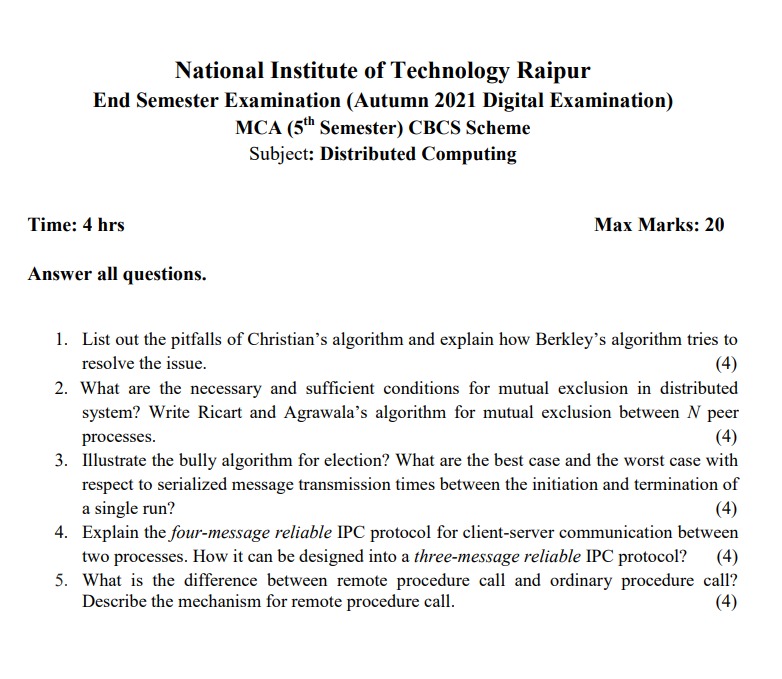 National Institute of Technology Raipur
End Semester Examination (Autumn 2021 Digital Examination)
MCA (5th Semester) CBCS Scheme
Subject: Distributed Computing
Time: 4 hrs Max Marks: 20
Answer all questions.
1. List out the pitfalls of Christian’s algorithm and explain how Berkley’s algorithm tries to
resolve the issue. (4)
2. What are the necessary and sufficient conditions for mutual exclusion in distributed
system? Write Ricart and Agrawala’s algorithm for mutual exclusion between N peer
processes. (4)
3. Illustrate the bully algorithm for election? What are the best case and the worst case with
respect to serialized message transmission times between the initiation and termination of
a single run? (4)
4. Explain the four-message reliable IPC protocol for client-server communication between
two processes. How it can be designed into a three-message reliable IPC protocol? (4)
5. What is the difference between remote procedure call and ordinary procedure call?
Describe the mechanism for remote procedure call. (4)